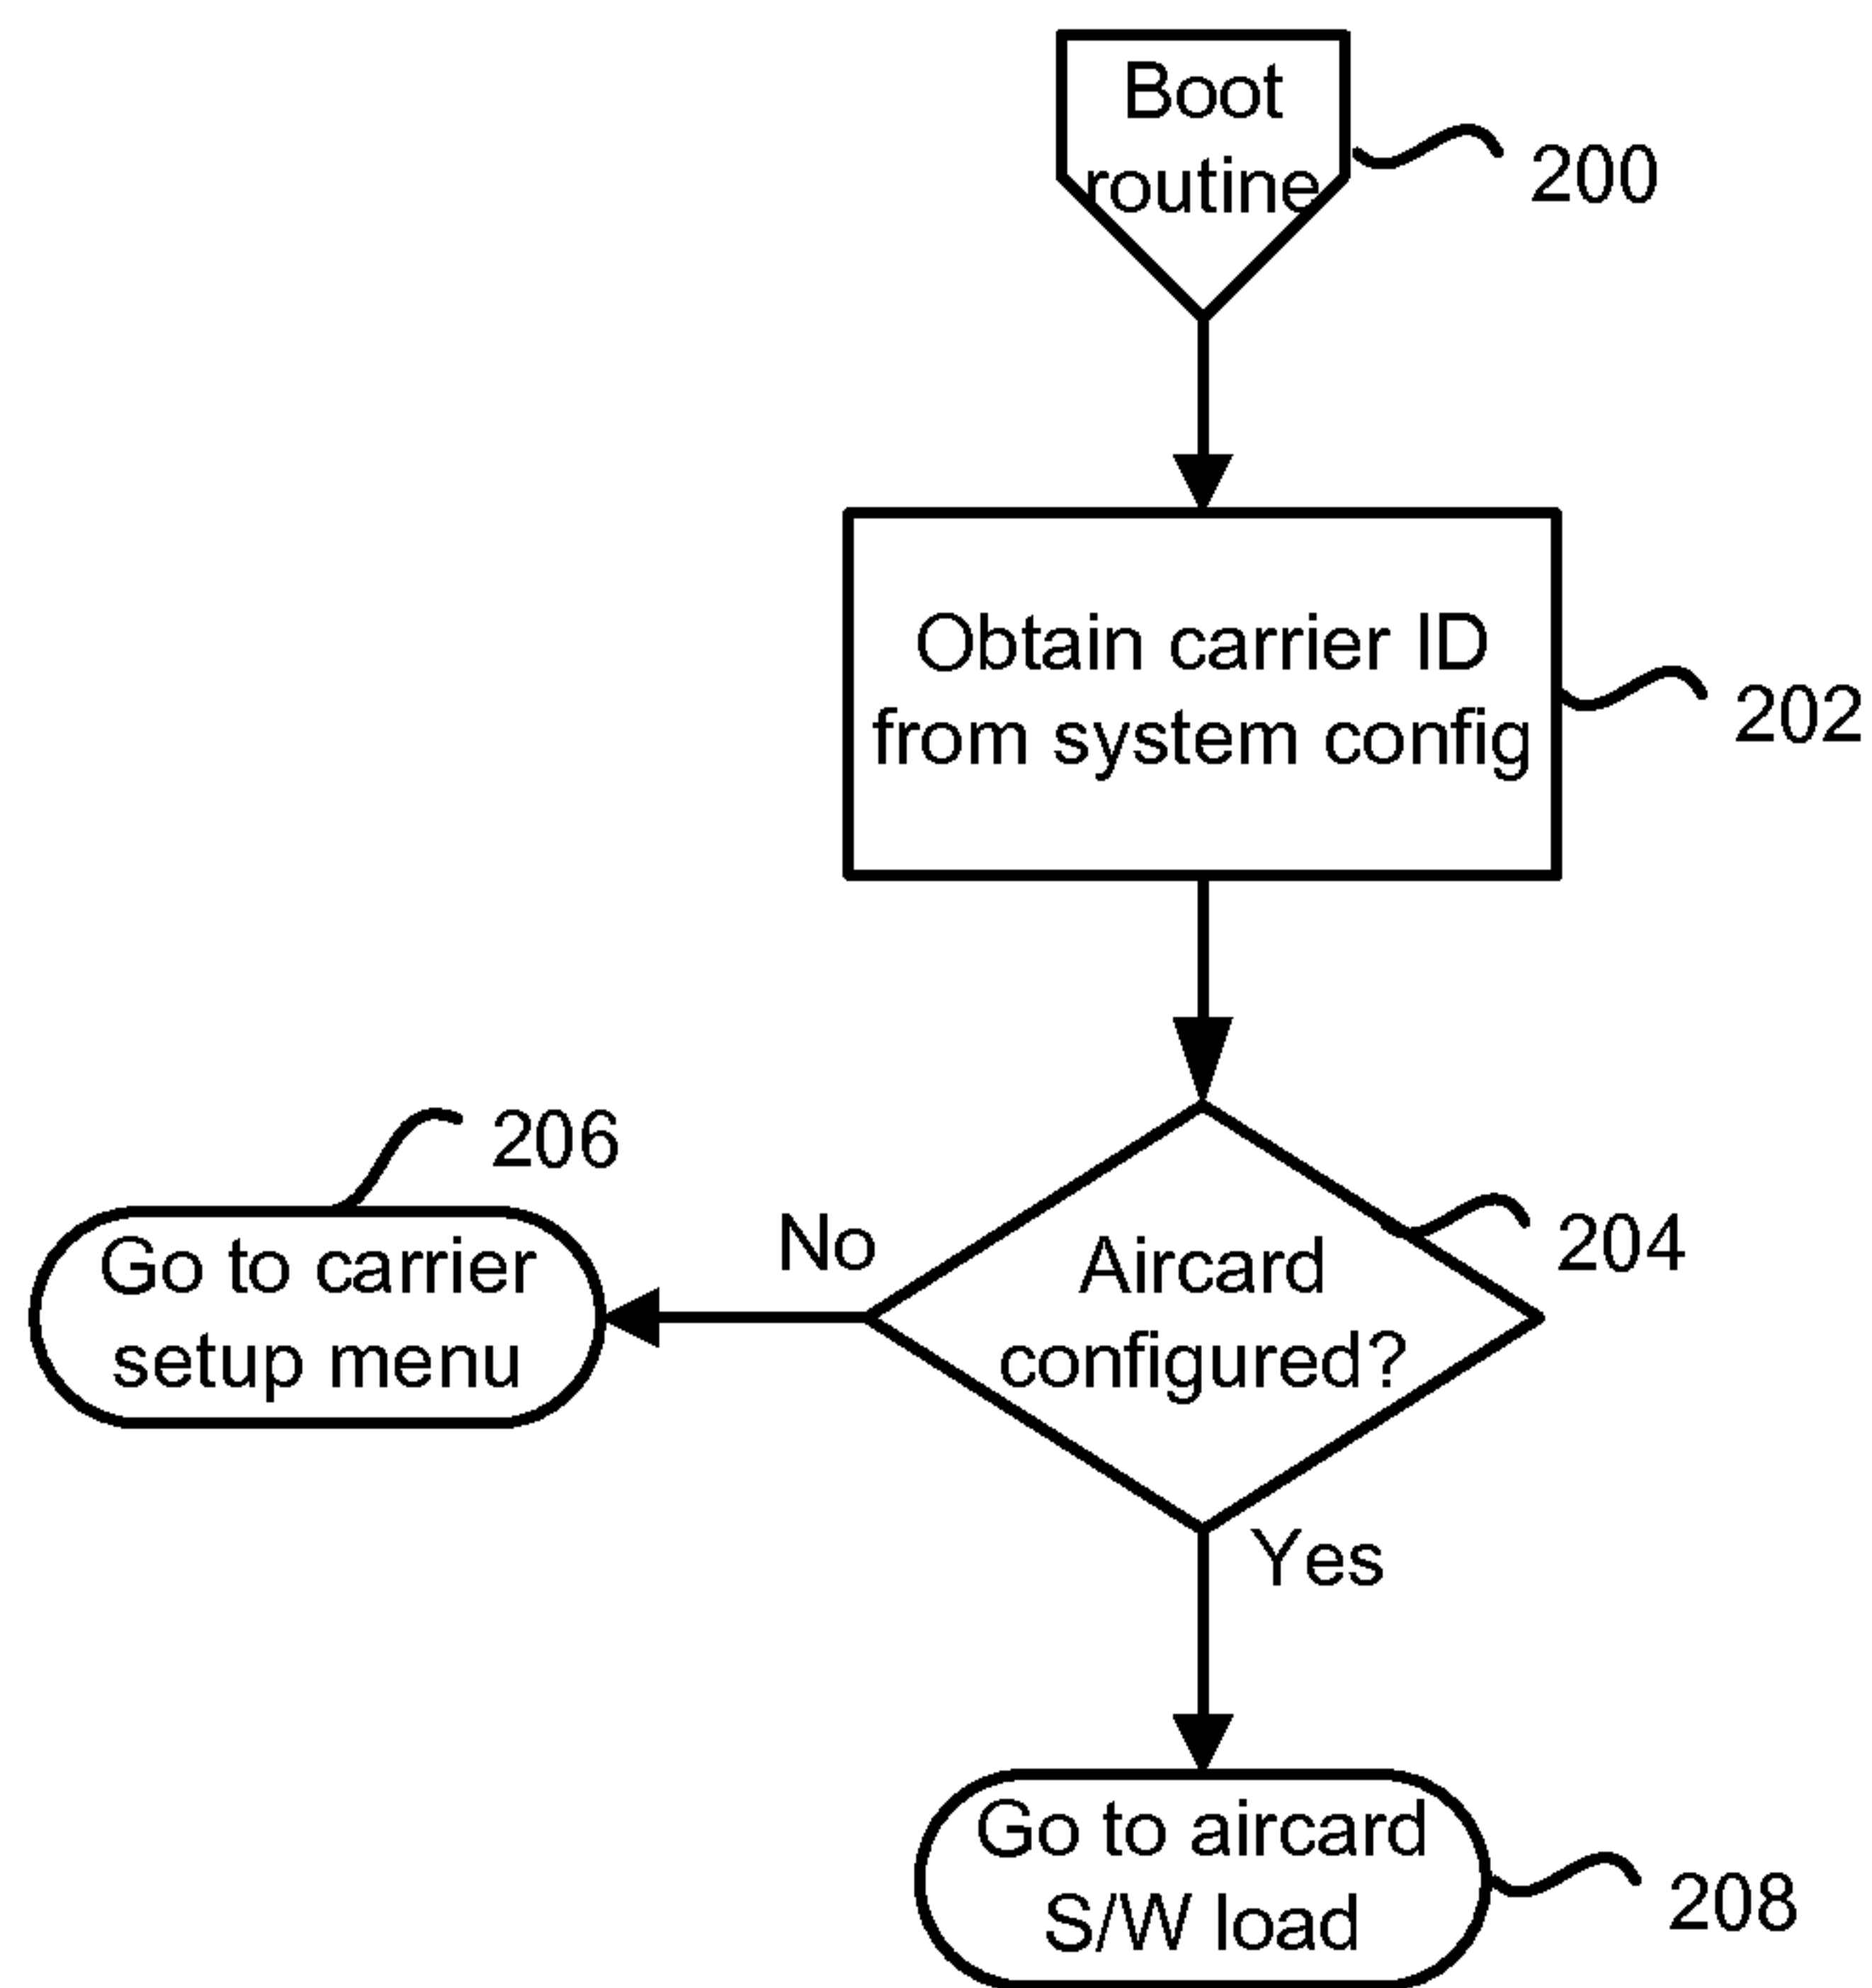 Boot
routine
200
Obtain carrier ID
from system config
202
206
Go to carrier
setup menu
No
Aircard
configured?
204
Yes
Go to aircard
S/W load
208